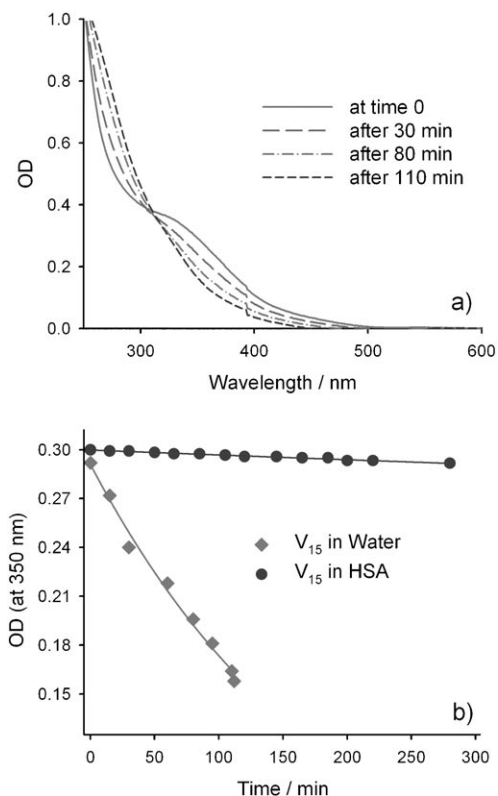 1.0
0.8
0.6
0.4
0.2
0.0
OD
at time 0
after 30 min
after 80 min
after 110 min
a)
300 400 500 600
Wavelength / nm
0.30
0.27
0.24
0.21
0.18
0.15
OD (at 350 nm)
V₁₅ in Water
V₁₅ in HSA
b)
0 50 100 150 200 250 300
Time / min